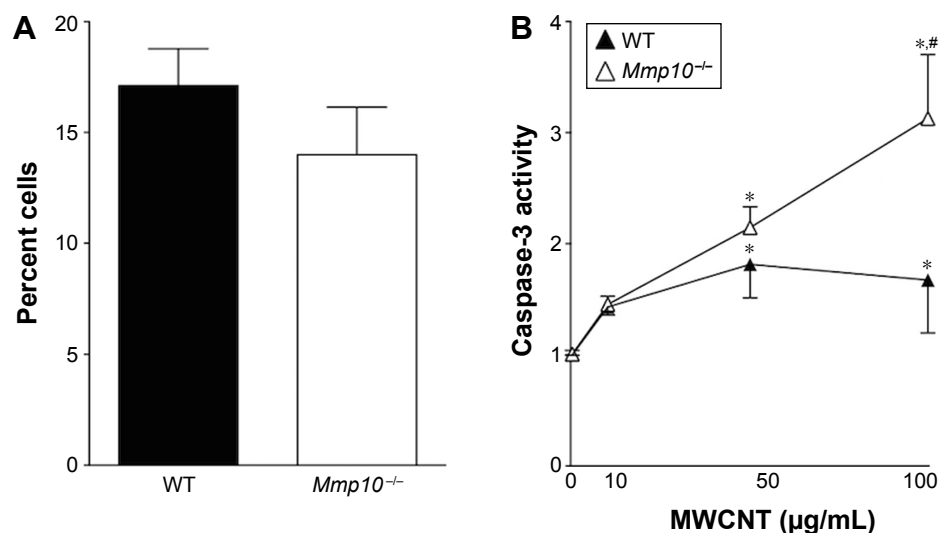 A
Percent cells
20
15
10
5
0
WT
Mmp10–/–
B
Caspase-3 activity
4
3
2
1
0
WT
Mmp10–/–
*,#
*
*
*
0 10 50 100
MWCNT (µg/mL)